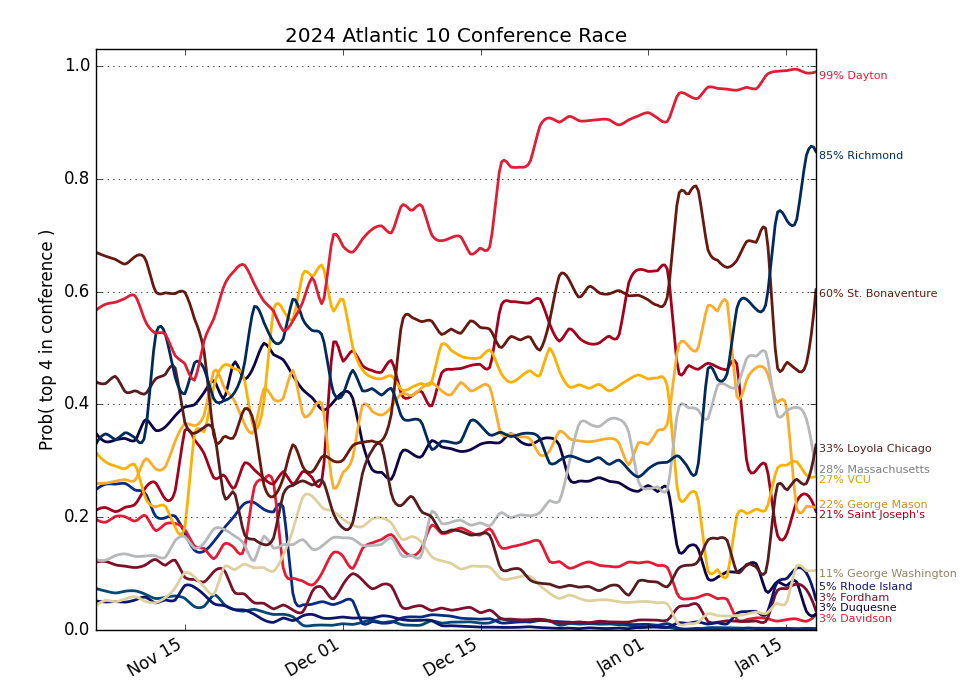 2024 Atlantic 10 Conference Race
Prob( top 4 in conference )
1.0
0.8
0.6
0.4
0.2
0.0
Nov 15
Dec 01
Dec 15
Jan 01
Jan 15
99% Dayton
85% Richmond
60% St. Bonaventure
33% Loyola Chicago
28% Massachusetts
27% VCU
22% George Mason
21% Saint Joseph's
11% George Washington
5% Rhode Island
3% Fordham
3% Duquesne
3% Davidson